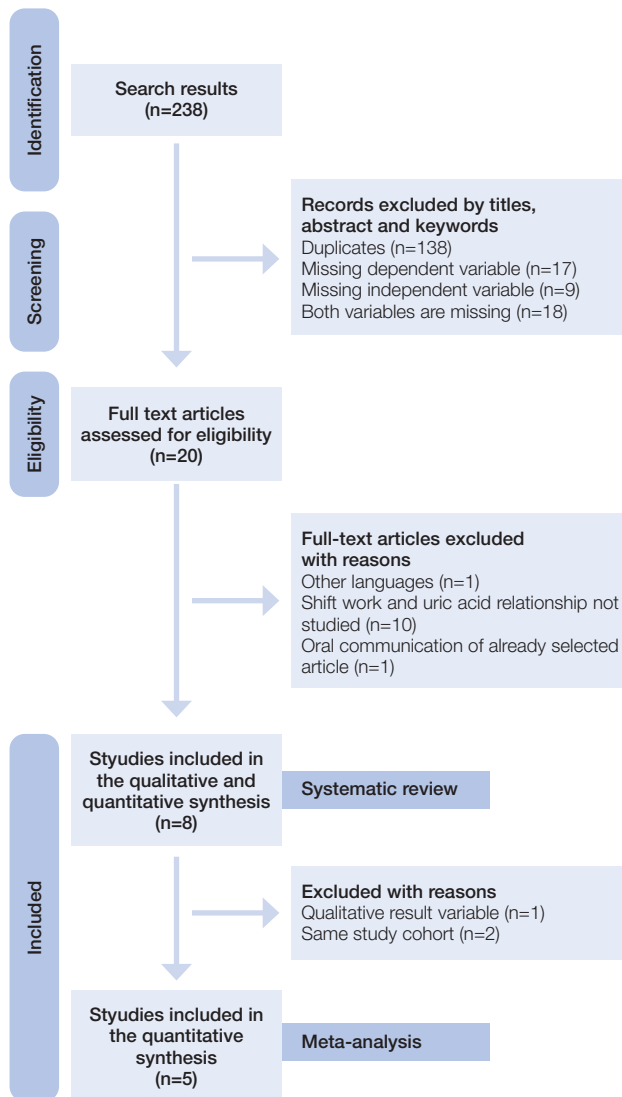 Identification
Search results
(n=238)
Records excluded by titles,
abstract and keywords
Duplicates (n=138)
Missing dependent variable (n=17)
Missing independent variable (n=9)
Both variables are missing (n=18)
Screening
Eligibility
Full text articles
assessed for eligibility
(n=20)
Full-text articles excluded
with reasons
Other languages (n=1)
Shift work and uric acid relationship not
studied (n=10)
Oral communication of already selected
article (n=1)
Included
Styudies included in
the qualitative and
quantitative synthesis
(n=8)
Systematic review
Excluded with reasons
Qualitative result variable (n=1)
Same study cohort (n=2)
Styudies included in
the quantitative
synthesis
(n=5)
Meta-analysis